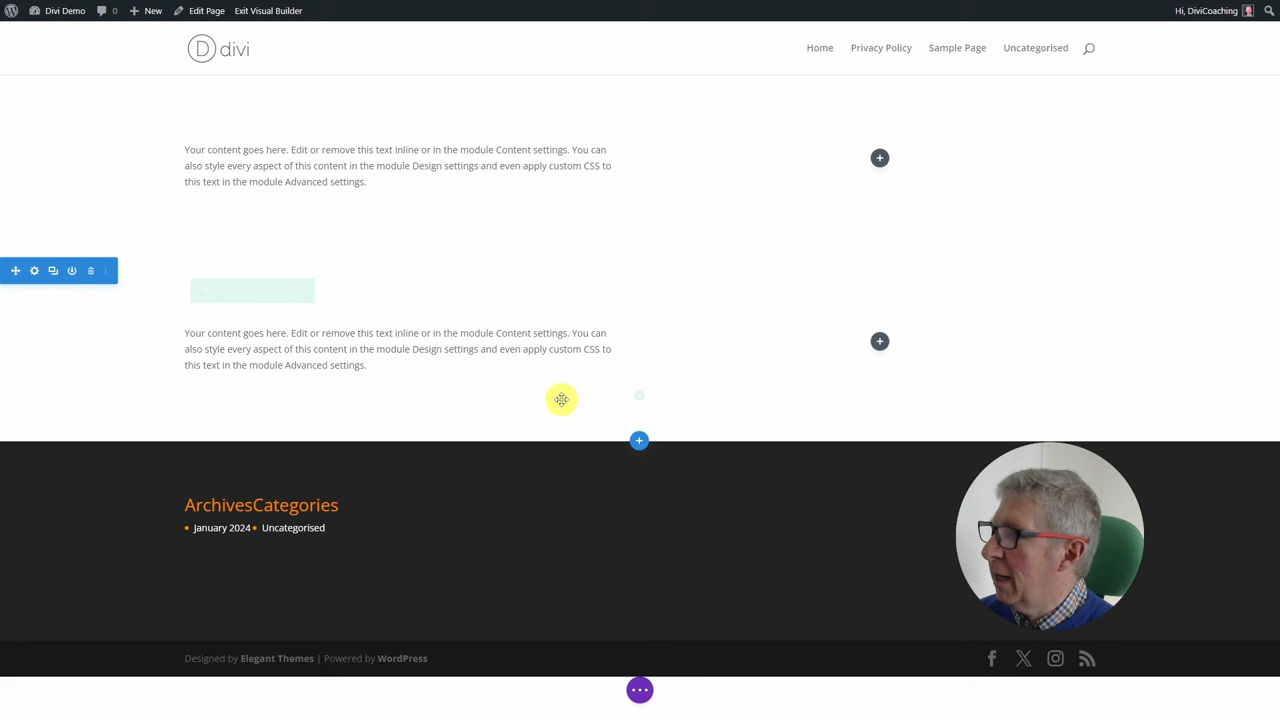 Divi Demo 0 New Edit Page Exit Visual Builder Hi, DiviCoaching
D divi Home Privacy Policy Sample Page Uncategorised
Your content goes here. Edit or remove this text inline or in the module Content settings. You can
also style every aspect of this content in the module Design settings and even apply custom CSS to
this text in the module Advanced settings.
Your content goes here. Edit or remove this text inline or in the module Content settings. You can
also style every aspect of this content in the module Design settings and even apply custom CSS to
this text in the module Advanced settings.
ArchivesCategories
January 2024 Uncategorised
Designed by Elegant Themes | Powered by WordPress